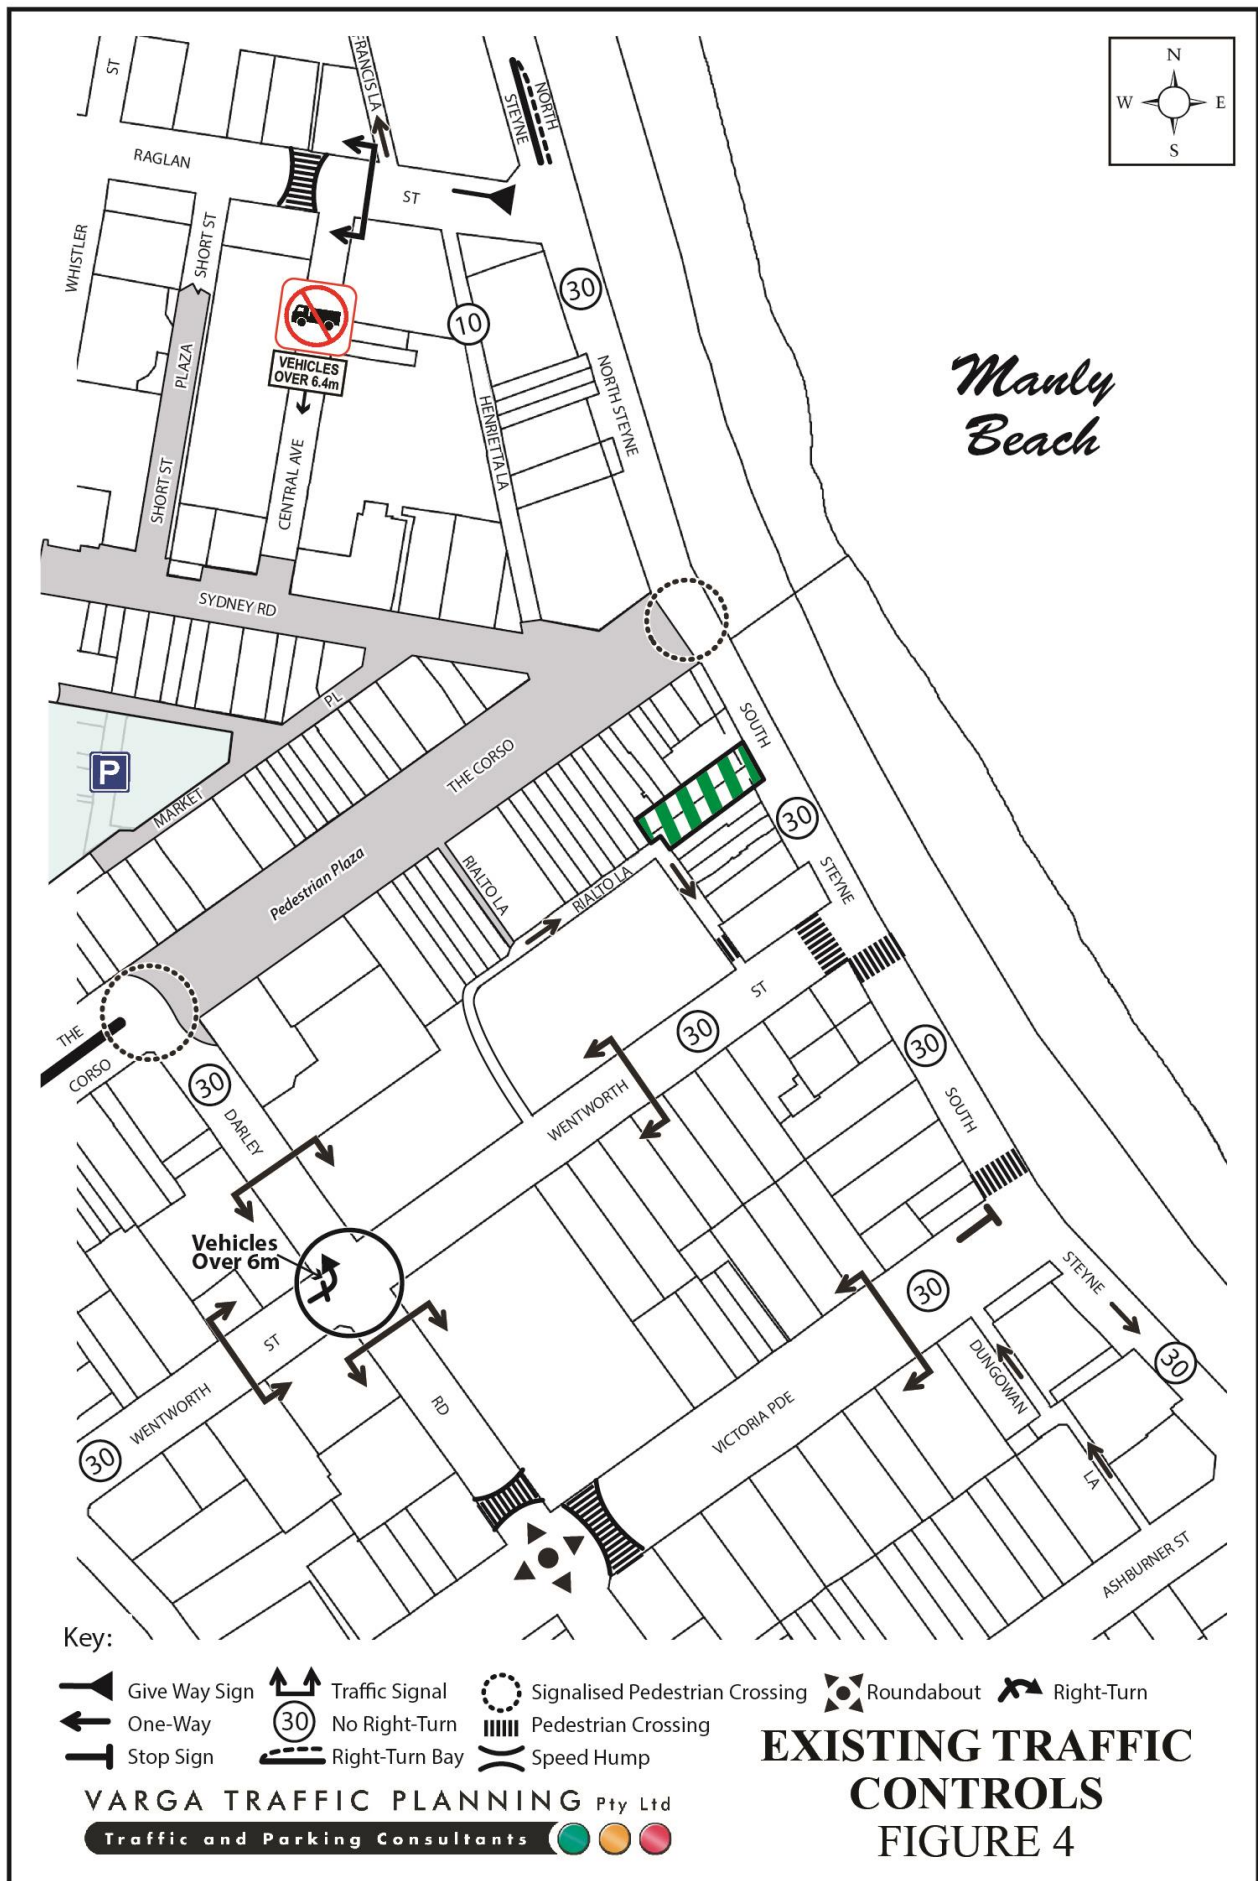 ST
FRANCIS LA
NORTH
STEYNE
N
W E
S
RAGLAN
ST
WHISTLER
SHORT ST
30
10
VEHICLES
OVER 6.4m
PLAZA
NORTH STEYNE
HENRIETTA LA
Manly
Beach
SHORT ST
CENTRAL AVE
SYDNEY RD
PL
SOUTH
THE CORSO
P
MARKET
30
Pedestrian Plaza
RIALTO LA
RIALTO LA
STEYNE
ST
THE
CORSO
30
30
30
DARLEY
WENTWORTH
SOUTH
Vehicles
Over 6m
STEYNE
30
ST
30
DUNGOWAN
RD
WENTWORTH
VICTORIA PDE
30
LA
ASHBURNER ST
Key:
Give Way Sign Traffic Signal Signalised Pedestrian Crossing Roundabout Right-Turn
One-Way 30 No Right-Turn Pedestrian Crossing
Stop Sign Right-Turn Bay Speed Hump
EXISTING TRAFFIC
CONTROLS
FIGURE 4
VARGA TRAFFIC PLANNING Pty Ltd
Traffic and Parking Consultants